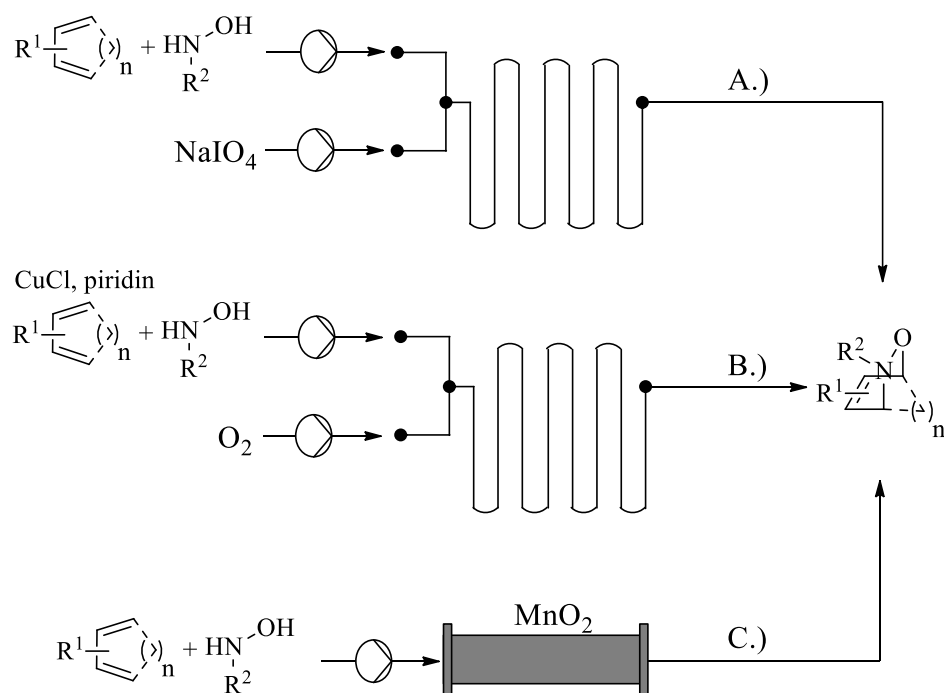 R¹ n + HN OH R²
NaIO₄
A.)
CuCl, piridin
R¹ n + HN OH R²
O₂
B.)
R² N O
R¹ n
MnO₂
R¹ n + HN OH R²
C.)